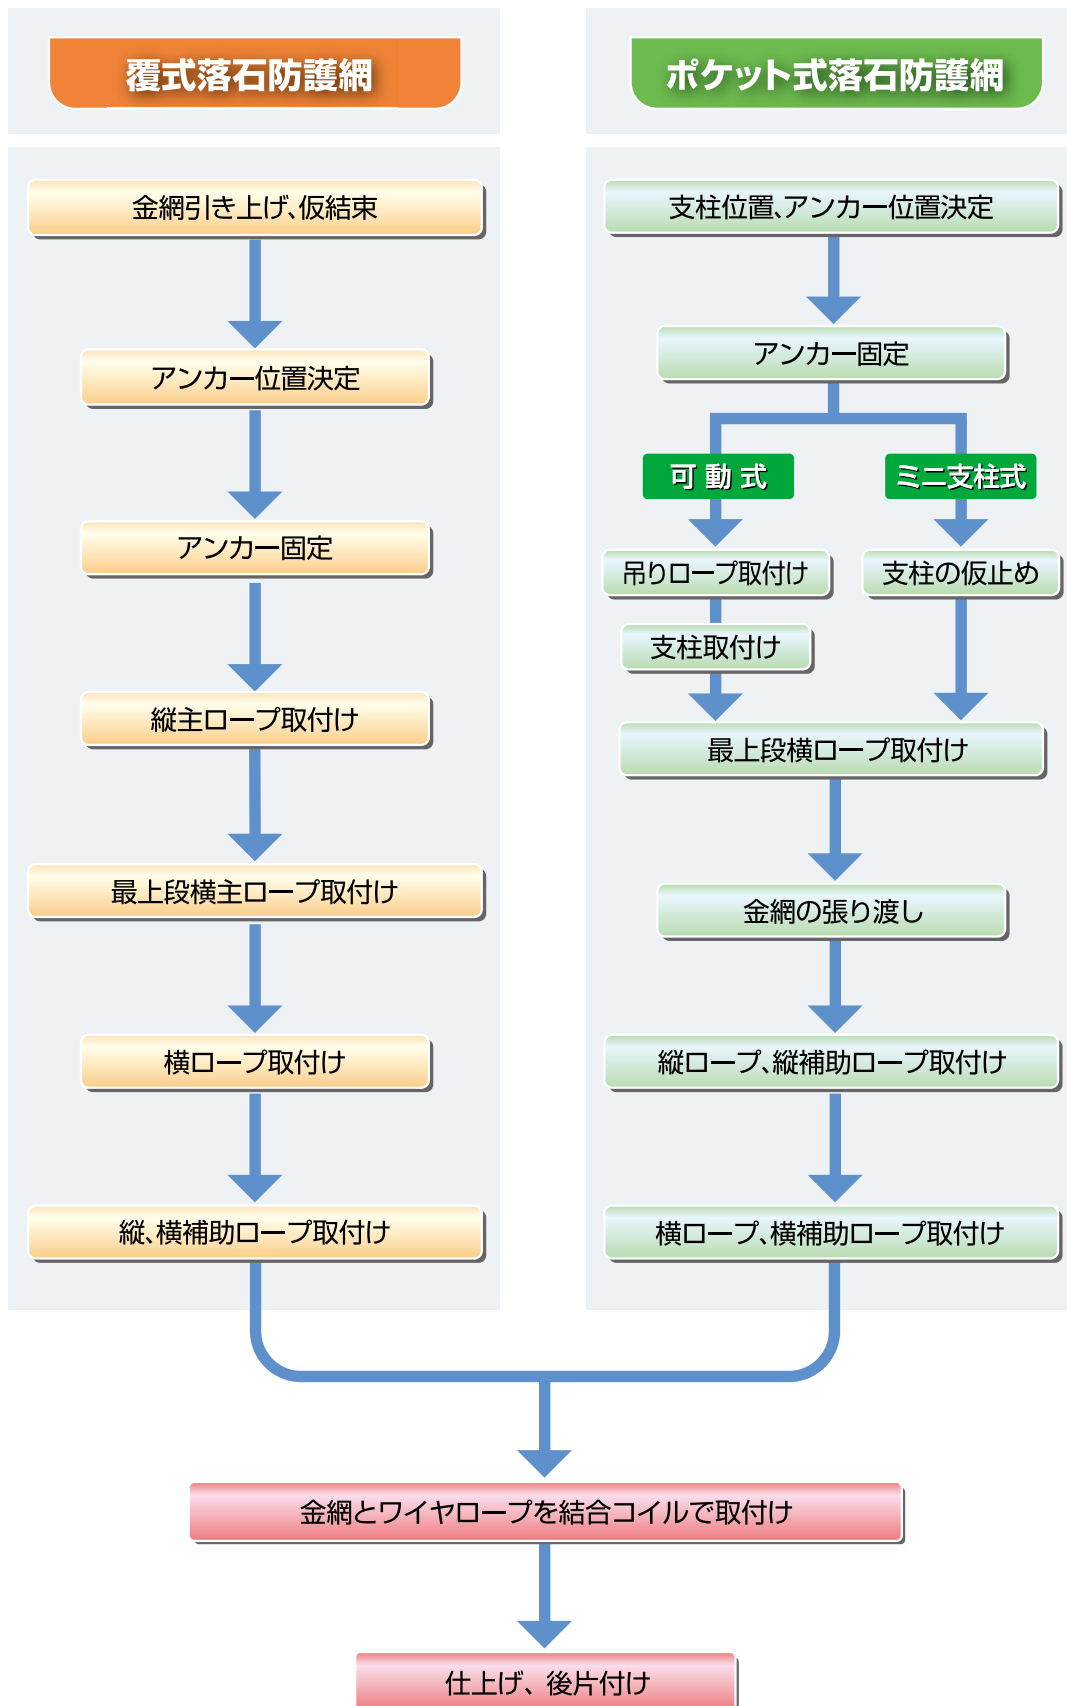 覆式落石防護網
金網引き上げ、仮結束
アンカー位置決定
アンカー固定
縦主ロープ取付け
最上段横主ロープ取付け
横ロープ取付け
縦、横補助ロープ取付け
ポケット式落石防護網
支柱位置、アンカー位置決定
アンカー固定
可動式
吊りロープ取付け
支柱取付け
ミニ支柱式
支柱の仮止め
最上段横ロープ取付け
金網の張り渡し
縦ロープ、縦補助ロープ取付け
横ロープ、横補助ロープ取付け
金網とワイヤロープを結合コイルで取付け
仕上げ、後片付け